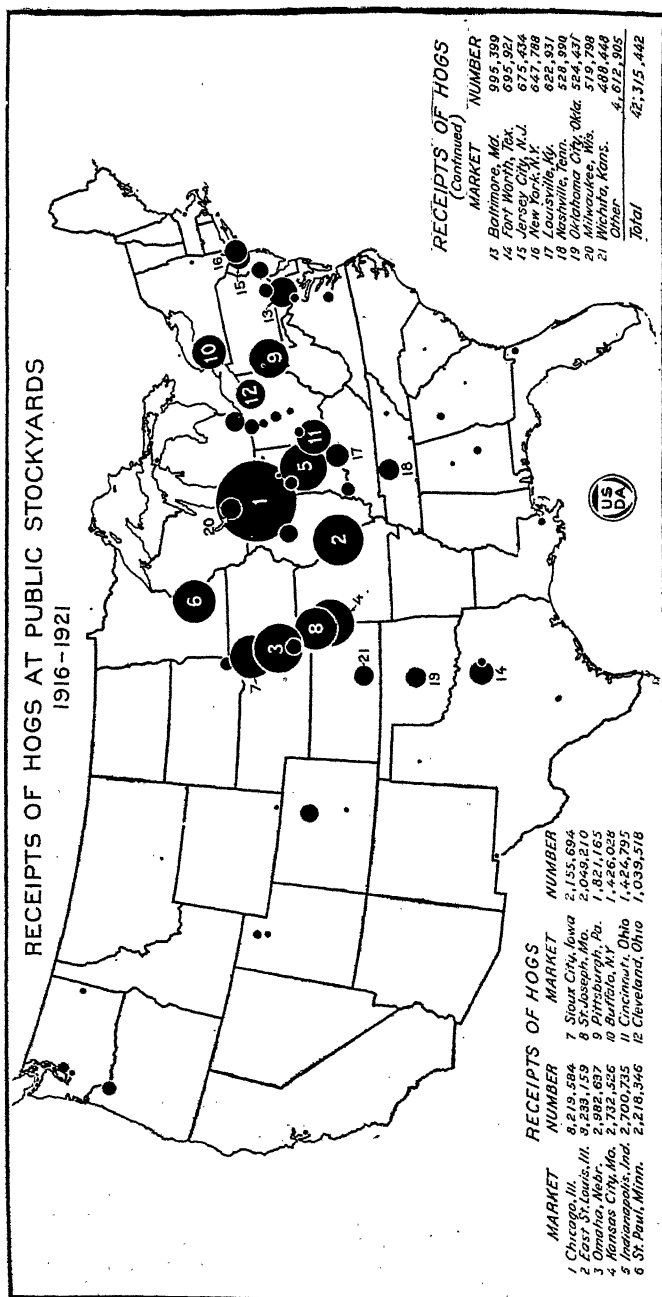 RECEIPTS OF HOGS AT PUBLIC STOCKYARDS
1916-1921
10
16
15
13
9
12
20
1
11
5
17
18
6
2
7
3
8
4
21
19
14
US
DA
RECEIPTS OF HOGS
MARKET NUMBER MARKET NUMBER
1 Chicago, Ill. 8,219,584 7 Sioux City, Iowa 2,155,694
2 East St. Louis, Ill. 3,233,159 8 St. Joseph, Mo. 2,049,210
3 Omaha, Nebr. 2,982,637 9 Pittsburgh, Pa. 1,821,165
4 Kansas City, Mo. 2,732,526 10 Buffalo, N.Y. 1,426,028
5 Indianapolis, Ind. 2,700,735 11 Cincinnati, Ohio 1,424,795
6 St. Paul, Minn. 2,218,346 12 Cleveland, Ohio 1,039,518
RECEIPTS OF HOGS
(Continued)
MARKET NUMBER
13 Baltimore, Md. 995,399
14 Fort Worth, Tex. 695,921
15 Jersey City, N.J. 675,434
16 New York, N.Y. 647,788
17 Louisville, Ky. 622,931
18 Nashville, Tenn. 528,990
19 Oklahoma City, Okla. 524,431
20 Milwaukee, Wis. 519,798
21 Wichita, Kans. 488,448
Other 4,612,905
Total 42,315,442